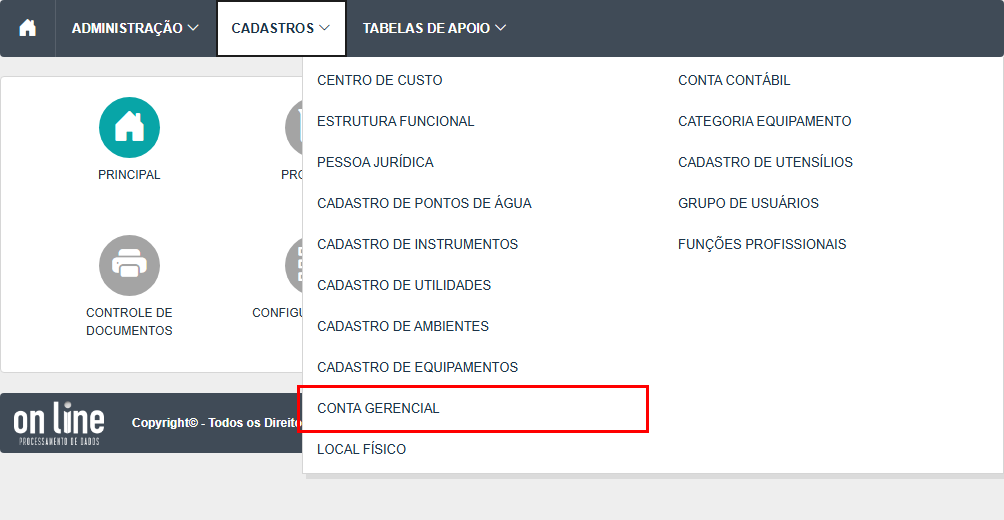 ADMINISTRAÇÃO
CADASTROS
TABELAS DE APOIO
CENTRO DE CUSTO
ESTRUTURA FUNCIONAL
PESSOA JURÍDICA
CADASTRO DE PONTOS DE ÁGUA
CADASTRO DE INSTRUMENTOS
CADASTRO DE UTILIDADES
CADASTRO DE AMBIENTES
CADASTRO DE EQUIPAMENTOS
CONTA GERENCIAL
LOCAL FÍSICO
CONTA CONTÁBIL
CATEGORIA EQUIPAMENTO
CADASTRO DE UTENSÍLIOS
GRUPO DE USUÁRIOS
FUNÇÕES PROFISSIONAIS
PRINCIPAL
CONTROLE DE
DOCUMENTOS
on line
PROCESSAMENTO DE DADOS
Copyright© - Todos os